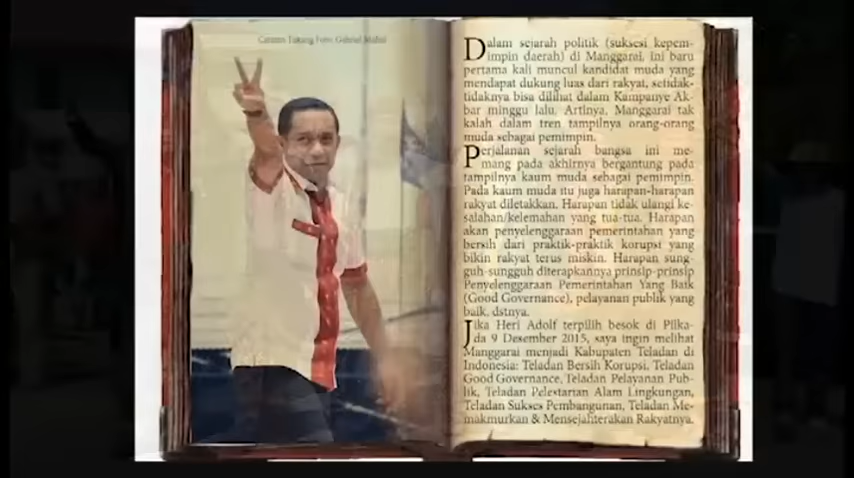 Catatan Tukang Foto: Gabriel Mahal
Dalam sejarah politik (suksesi kepem-
impin daerah) di Manggarai, ini baru
pertama kali muncul kandidat muda yang
mendapat dukung luas dari rakyat, setidak-
tidaknya bisa dilihat dalam Kampanye Ak-
bar minggu lalu. Artinya, Manggarai tak
kalah dalam tren tampilnya orang-orang
muda sebagai pemimpin.
Perjalanan sejarah bangsa ini me-
mang pada akhirnya bergantung pada
tampilnya kaum muda sebagai pemimpin.
Pada kaum muda itu juga harapan-harapan
rakyat diletakkan. Harapan tidak ulangi ke-
salahan/kelemahan yang tua-tua. Harapan
akan penyelenggaraan pemerintahan yang
bersih dari praktik-praktik korupsi yang
bikin rakyat terus miskin. Harapan sung-
guh-sungguh diterapkannya prinsip-prinsip
Penyelenggaraan Pemerintahan Yang Baik
(Good Governance), pelayanan publik yang
baik, dstnya.
Jika Heri Adolf terpilih besok di Pilka-
da 9 Desember 2015, saya ingin melihat
Manggarai menjadi Kabupaten Teladan di
Indonesia: Teladan Bersih Korupsi, Teladan
Good Governance, Teladan Pelayanan Pub-
lik, Teladan Pelestarian Alam Lingkungan,
Teladan Sukses Pembangunan, Teladan Me-
makmurkan & Mensejahterakan Rakyatnya.